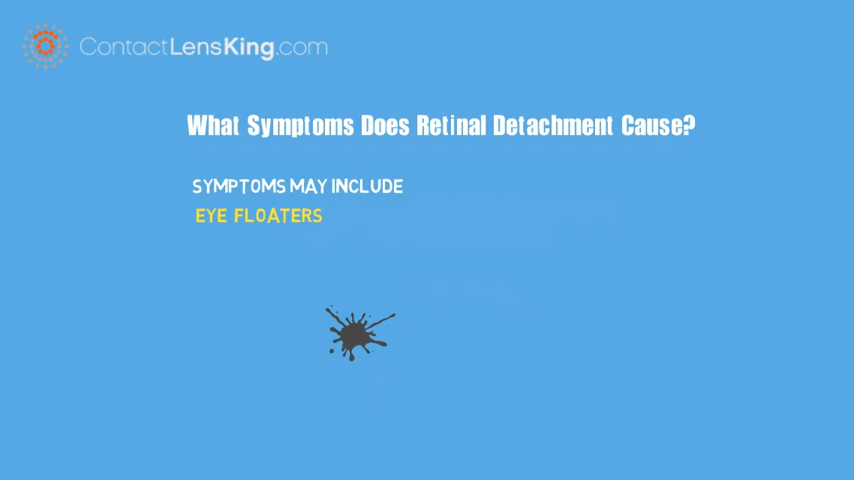 ContactLensKing.com
What Symptoms Does Retinal Detachment Cause?
SYMPTOMS MAY INCLUDE
EYE FLOATERS